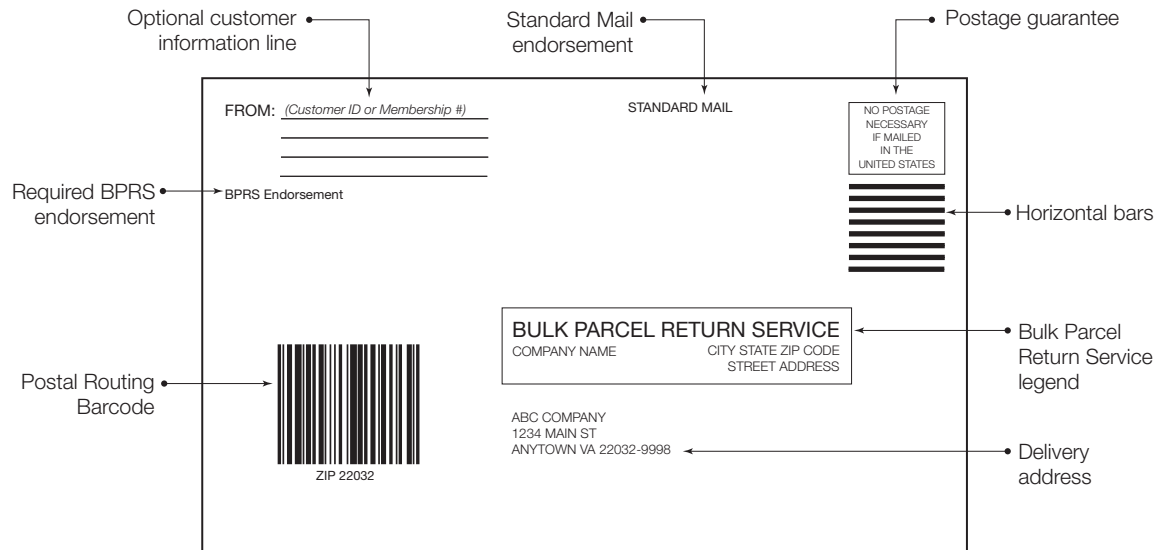 Optional customer
information line
Standard Mail
endorsement
Postage guarantee
FROM: (Customer ID or Membership #)
STANDARD MAIL
NO POSTAGE
NECESSARY
IF MAILED
IN THE
UNITED STATES
Required BPRS
endorsement
BPRS Endorsement
Horizontal bars
BULK PARCEL RETURN SERVICE
COMPANY NAME CITY STATE ZIP CODE
STREET ADDRESS
Bulk Parcel
Return Service
legend
Postal Routing
Barcode
ZIP 22032
ABC COMPANY
1234 MAIN ST
ANYTOWN VA 22032-9998
Delivery
address